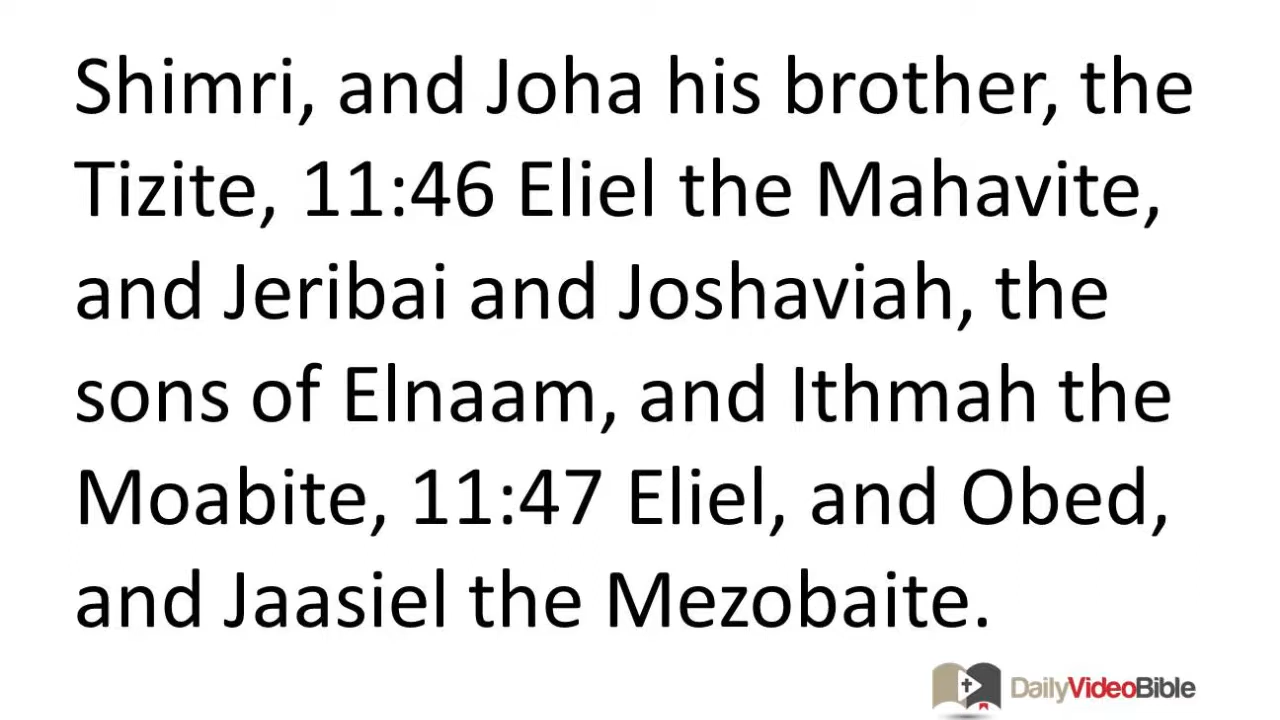 Shimri, and Joha his brother, the
Tizite, 11:46 Eliel the Mahavite,
and Jeribai and Joshaviah, the
sons of Elnaam, and Ithmah the
Moabite, 11:47 Eliel, and Obed,
and Jaasiel the Mezobaite.
DailyVideoBible